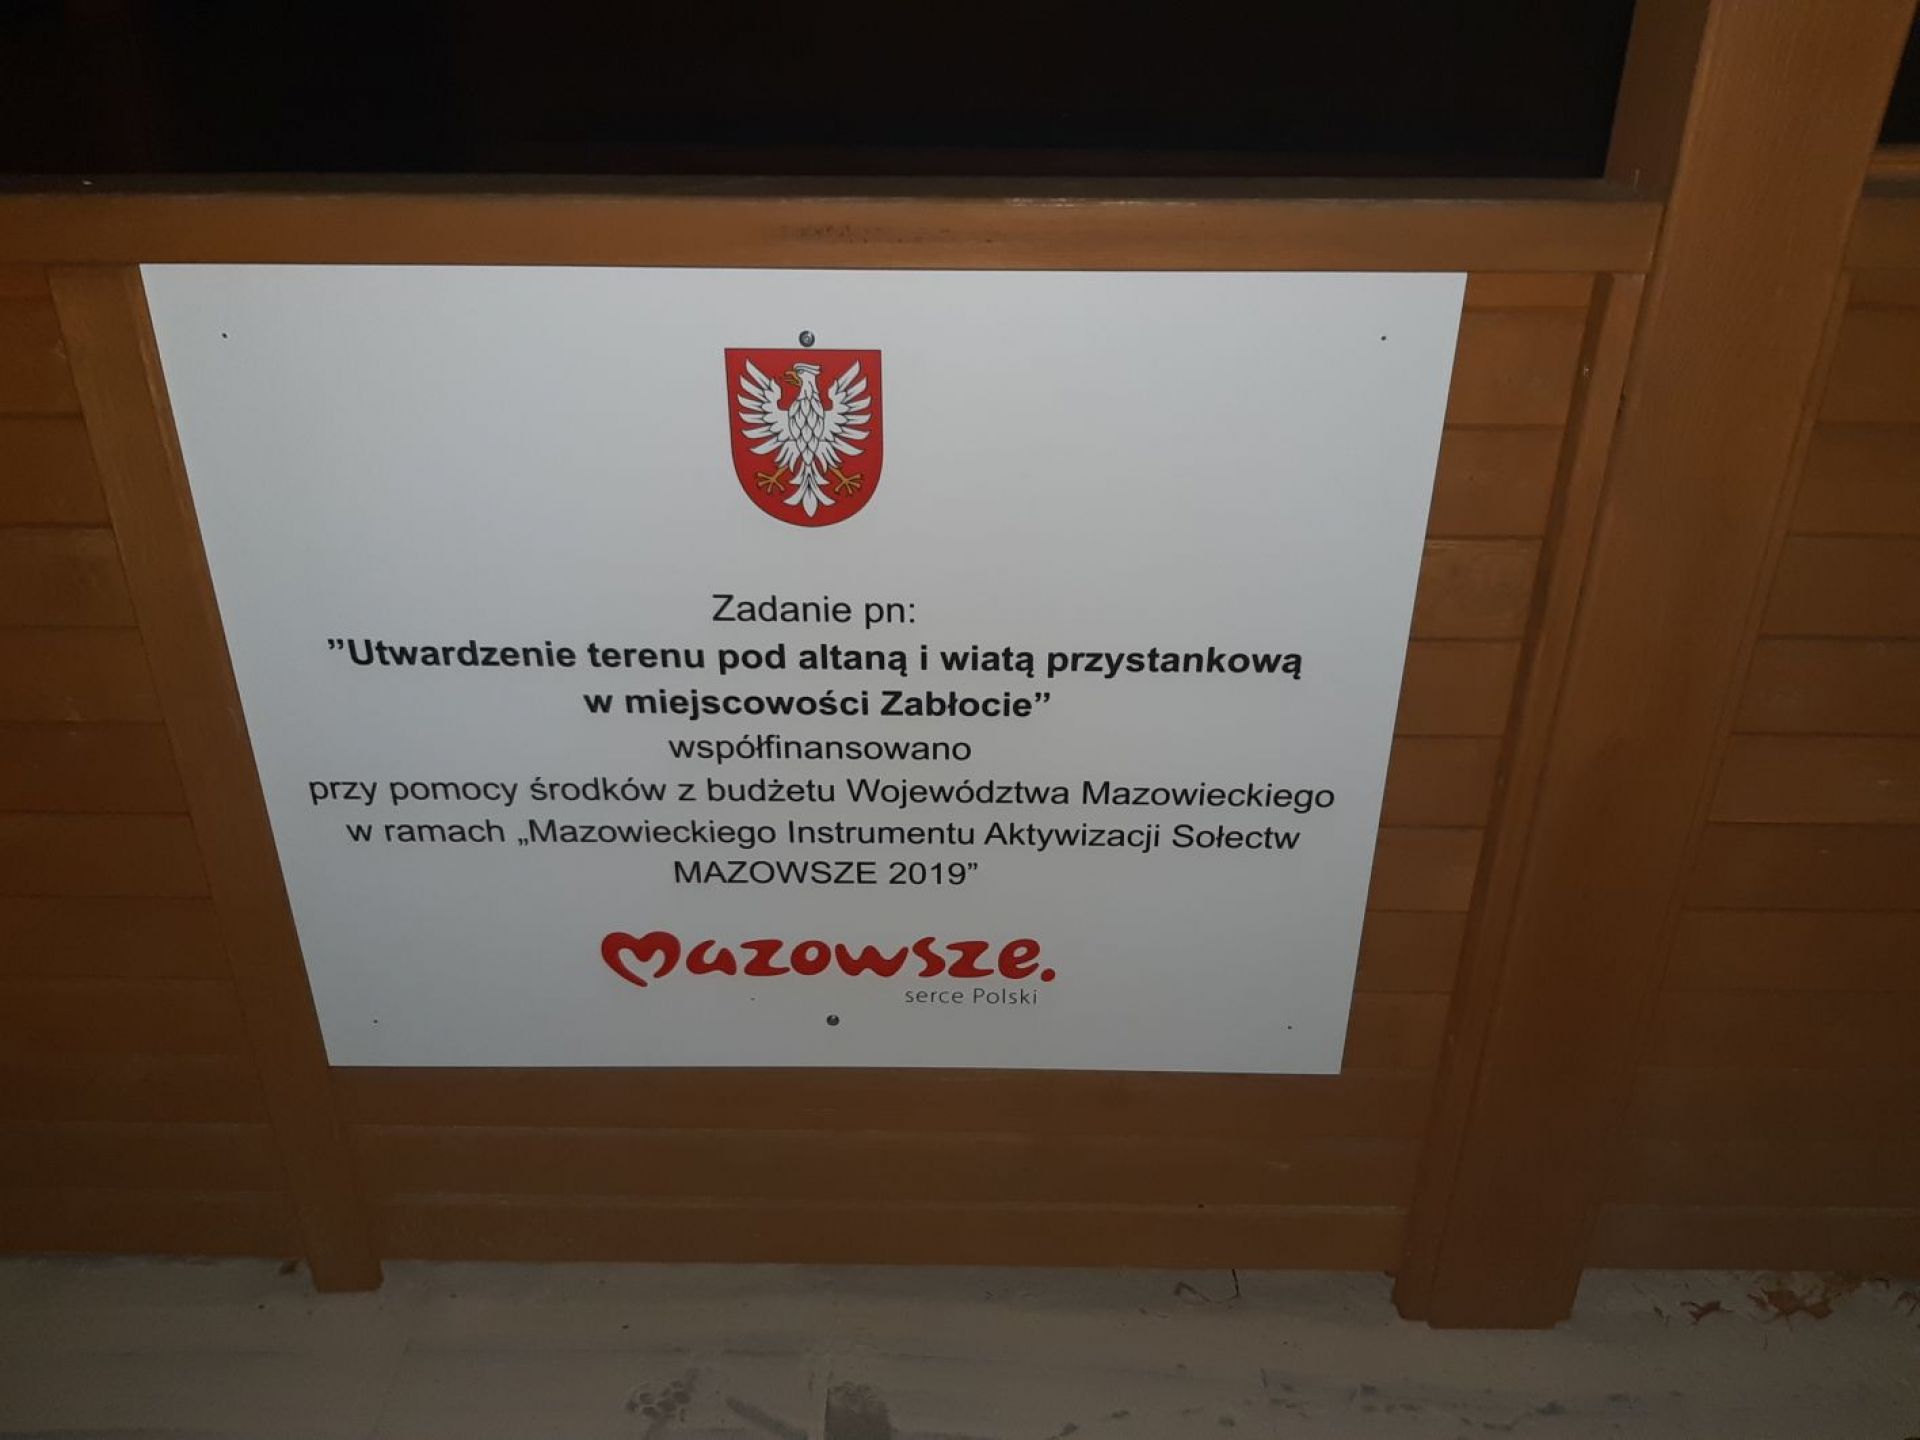 Zadanie pn:
”Utwardzenie terenu pod altaną i wiatą przystankową
w miejscowości Zabłocie”
współfinansowano
przy pomocy środków z budżetu Województwa Mazowieckiego
w ramach „Mazowieckiego Instrumentu Aktywizacji Sołectw
MAZOWSZE 2019”
Mazowsze.
serce Polski